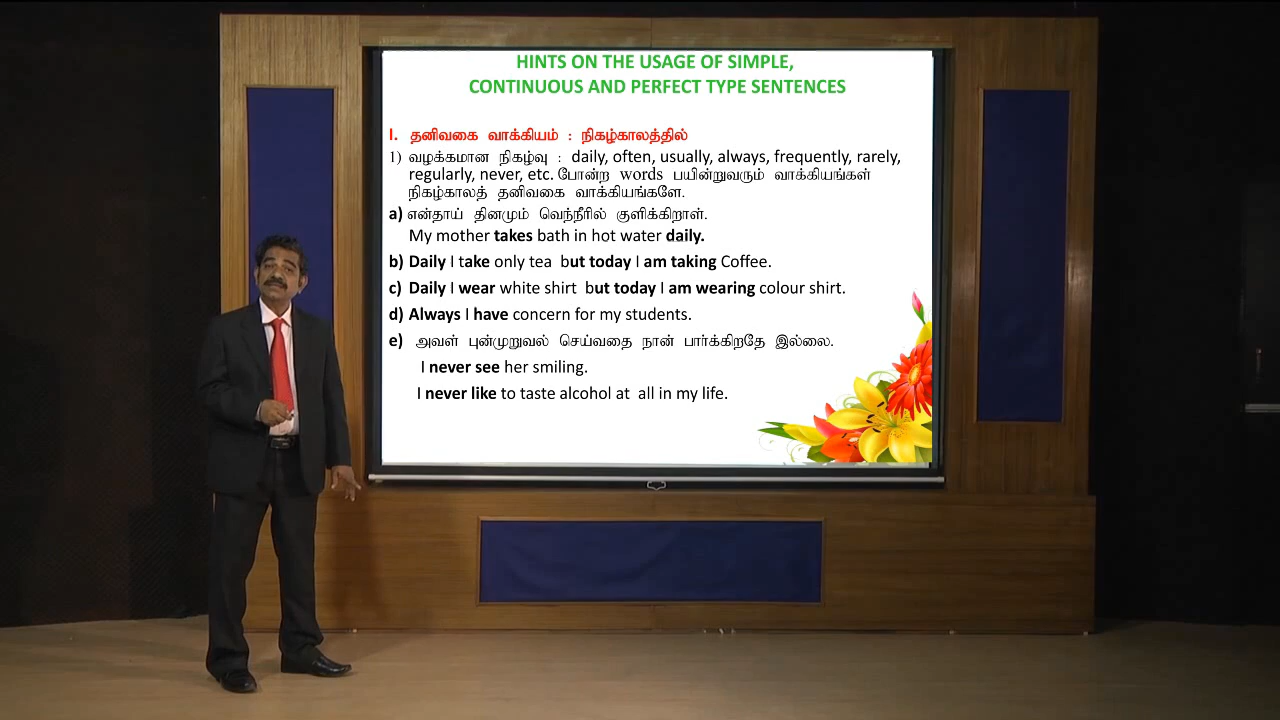 HINTS ON THE USAGE OF SIMPLE,
CONTINUOUS AND PERFECT TYPE SENTENCES
I. தனிவகை வாக்கியம் : நிகழ்காலத்தில்
1) வழக்கமான நிகழ்வு : daily, often, usually, always, frequently, rarely,
regularly, never, etc. போன்ற words பயின்றுவரும் வாக்கியங்கள்
நிகழ்காலத் தனிவகை வாக்கியங்களே.
a) என்தாய் தினமும் வெந்நீரில் குளிக்கிறாள்.
My mother takes bath in hot water daily.
b) Daily I take only tea but today I am taking Coffee.
c) Daily I wear white shirt but today I am wearing colour shirt.
d) Always I have concern for my students.
e) அவள் புன்முறுவல் செய்வதை நான் பார்க்கிறதே இல்லை.
I never see her smiling.
I never like to taste alcohol at all in my life.